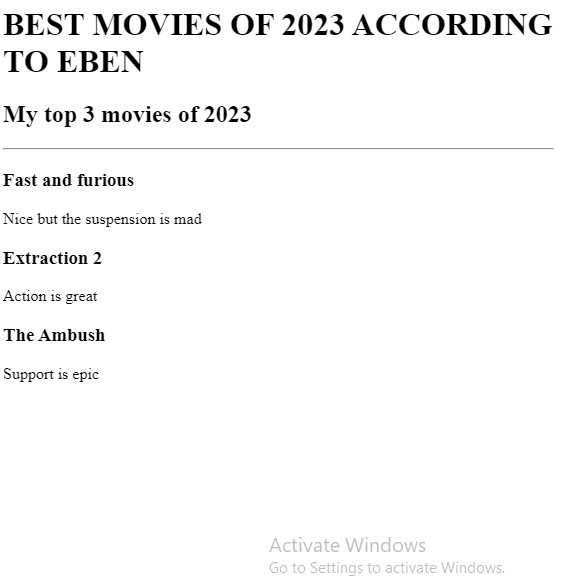 BEST MOVIES OF 2023 ACCORDING
TO EBEN
My top 3 movies of 2023
Fast and furious
Nice but the suspension is mad
Extraction 2
Action is great
The Ambush
Support is epic
Activate Windows
Go to Settings to activate Windows.